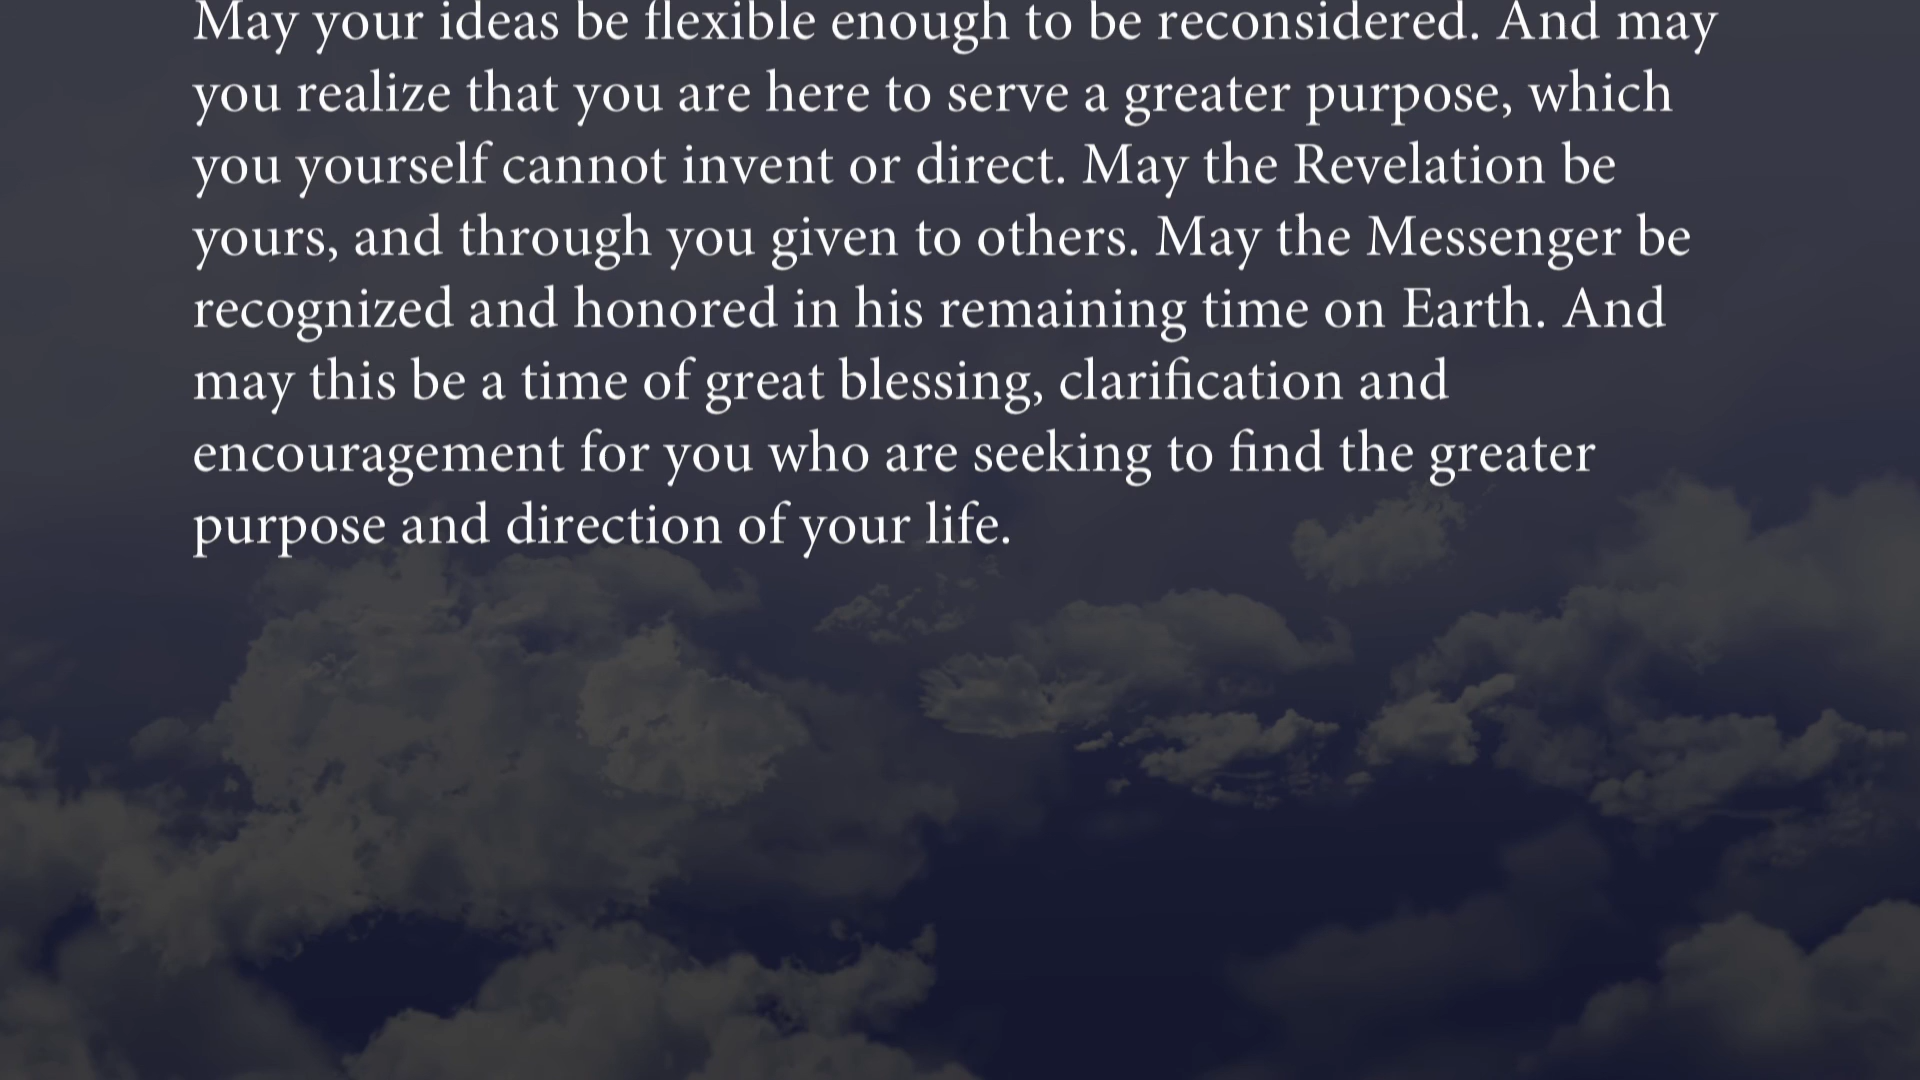 May your ideas be flexible enough to be reconsidered. And may
you realize that you are here to serve a greater purpose, which
you yourself cannot invent or direct. May the Revelation be
yours, and through you given to others. May the Messenger be
recognized and honored in his remaining time on Earth. And
may this be a time of great blessing, clarification and
encouragement for you who are seeking to find the greater
purpose and direction of your life.